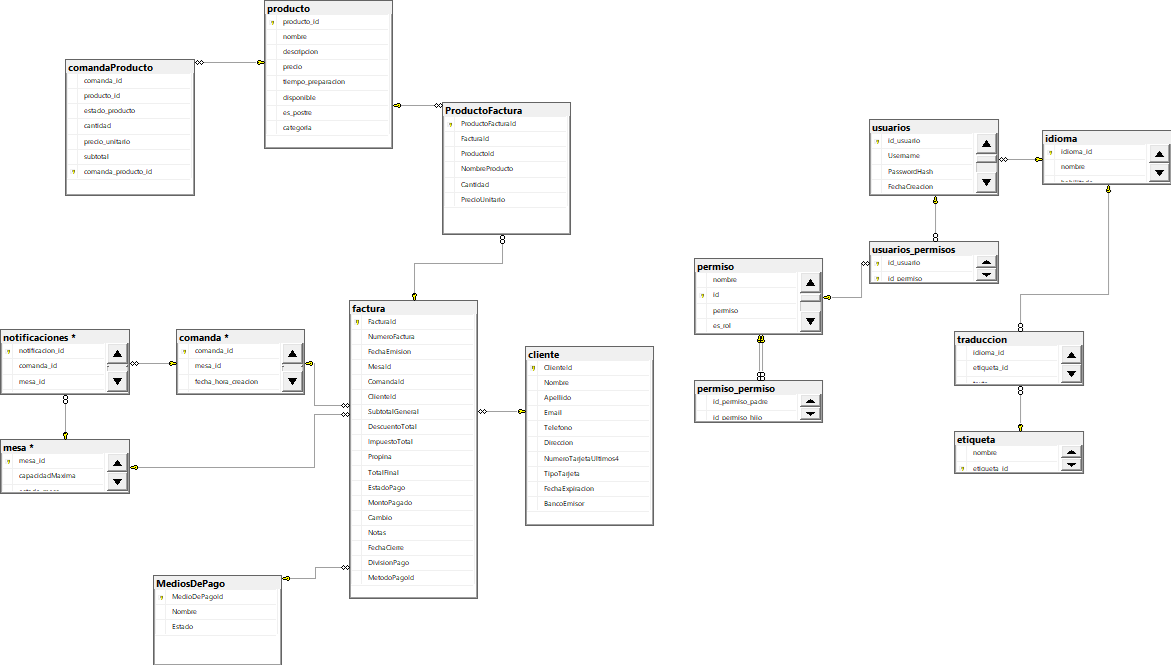 producto
producto_id
nombre
descripcion
precio
tiempo_preparacion
disponible
es_postre
categoria
comandaProducto
comanda_id
producto_id
estado_producto
cantidad
precio_unitario
subtotal
comanda_producto_id
ProductoFactura
ProductoFacturaId
FacturaId
ProductoId
NombreProducto
Cantidad
PrecioUnitario
usuarios
id_usuario
Username
PasswordHash
FechaCreacion
idioma
idioma_id
nombre
usuarios_permisos
id_usuario
id_permiso
permiso
nombre
id
permiso
es_rol
permiso_permiso
id_permiso_padre
id_permiso_hijo
traduccion
idioma_id
etiqueta_id
etiqueta
nombre
etiqueta_id
factura
FacturaId
NumeroFactura
FechaEmision
MesaId
ComandaId
ClienteId
SubtotalGeneral
DescuentoTotal
ImpuestoTotal
Propina
TotalFinal
EstadoPago
MontoPagado
Cambio
Notas
FechaCierre
DivisionPago
MetodoPagoId
notificaciones *
notificacion_id
comanda_id
mesa_id
comanda *
comanda_id
mesa_id
fecha_hora_creacion
mesa *
mesa_id
capacidadMaxima
cliente
ClienteId
Nombre
Apellido
Email
Telefono
Direccion
NumeroTarjetaUltimos4
TipoTarjeta
FechaExpiracion
BancoEmisor
MediosDePago
MedioDePagoId
Nombre
Estado